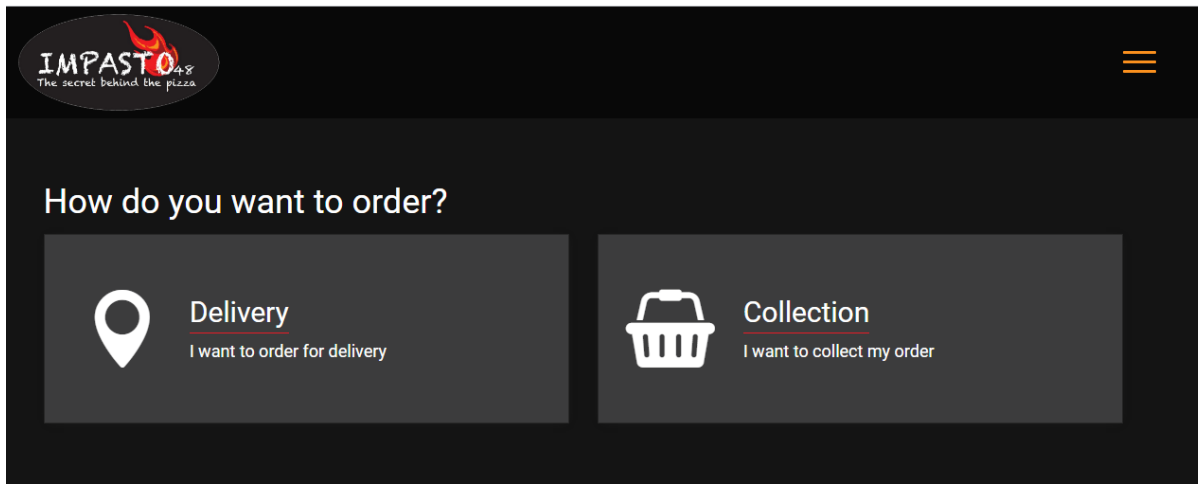 IMPASTO48
The secret behind the pizza
How do you want to order?
Delivery
I want to order for delivery
Collection
I want to collect my order